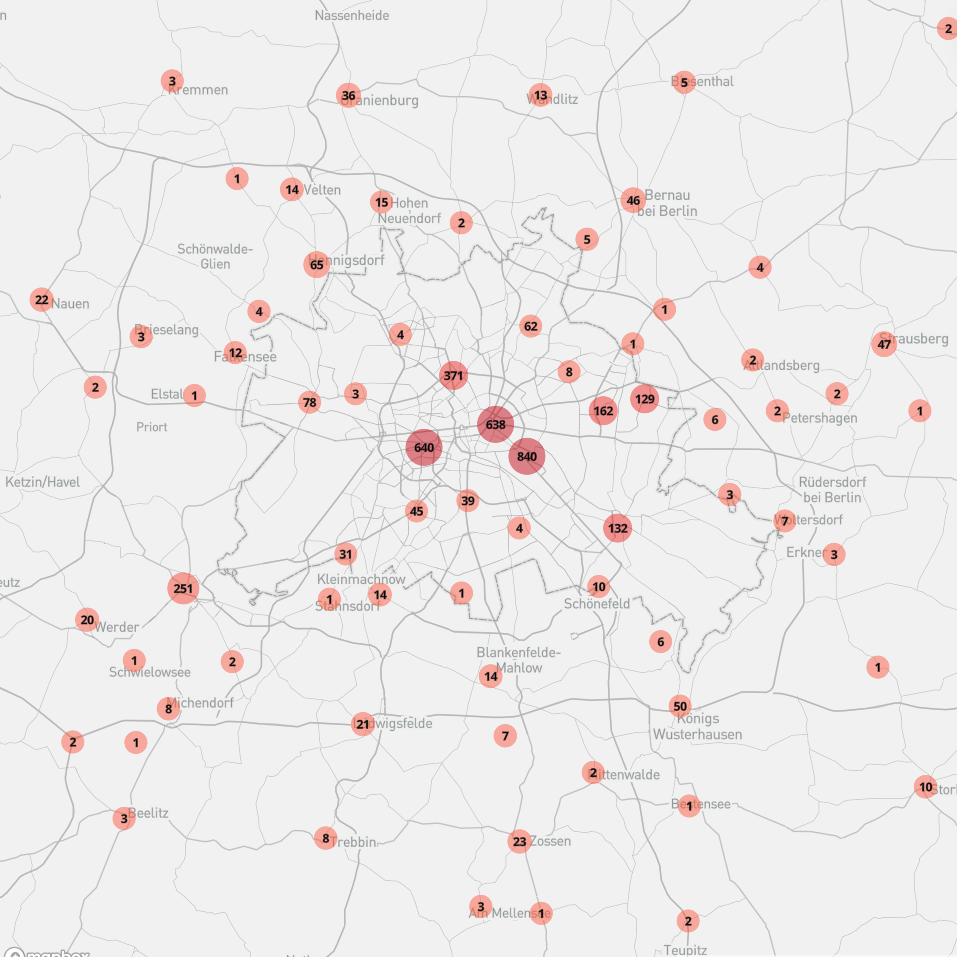 Nassenheide
2
3
Kremmen
36
Oranienburg
13
Wandlitz
5
Biesenthal
1
14
Velten
15
Hohen
Neuendorf
2
46
Bernau
bei Berlin
5
Schönwalde-
Glien
65
Hennigsdorf
4
22
Nauen
4
1
3
Brieselang
12
Falkensee
4
62
1
47
Strausberg
2
Altlandsberg
371
8
2
Elstal
1
78
3
162
129
2
2
Petershagen
1
6
Priort
638
640
840
Ketzin/Havel
Rüdersdorf
bei Berlin
3
39
45
4
132
7
Woltersdorf
31
Erkner
3
251
Kleinmachnow
1
Stahnsdorf
14
1
10
Schönefeld
20
Werder
6
1
Schwielowsee
2
Blankenfelde-
Mahlow
14
1
8
Michendorf
50
Königs
Wusterhausen
21
Ludwigsfelde
7
2
1
2
Mittenwalde
10
Bestensee
1
3
Beelitz
8
Trebbin
23
Zossen
3
Am Mellensee
1
2
Teupitz
mapbox